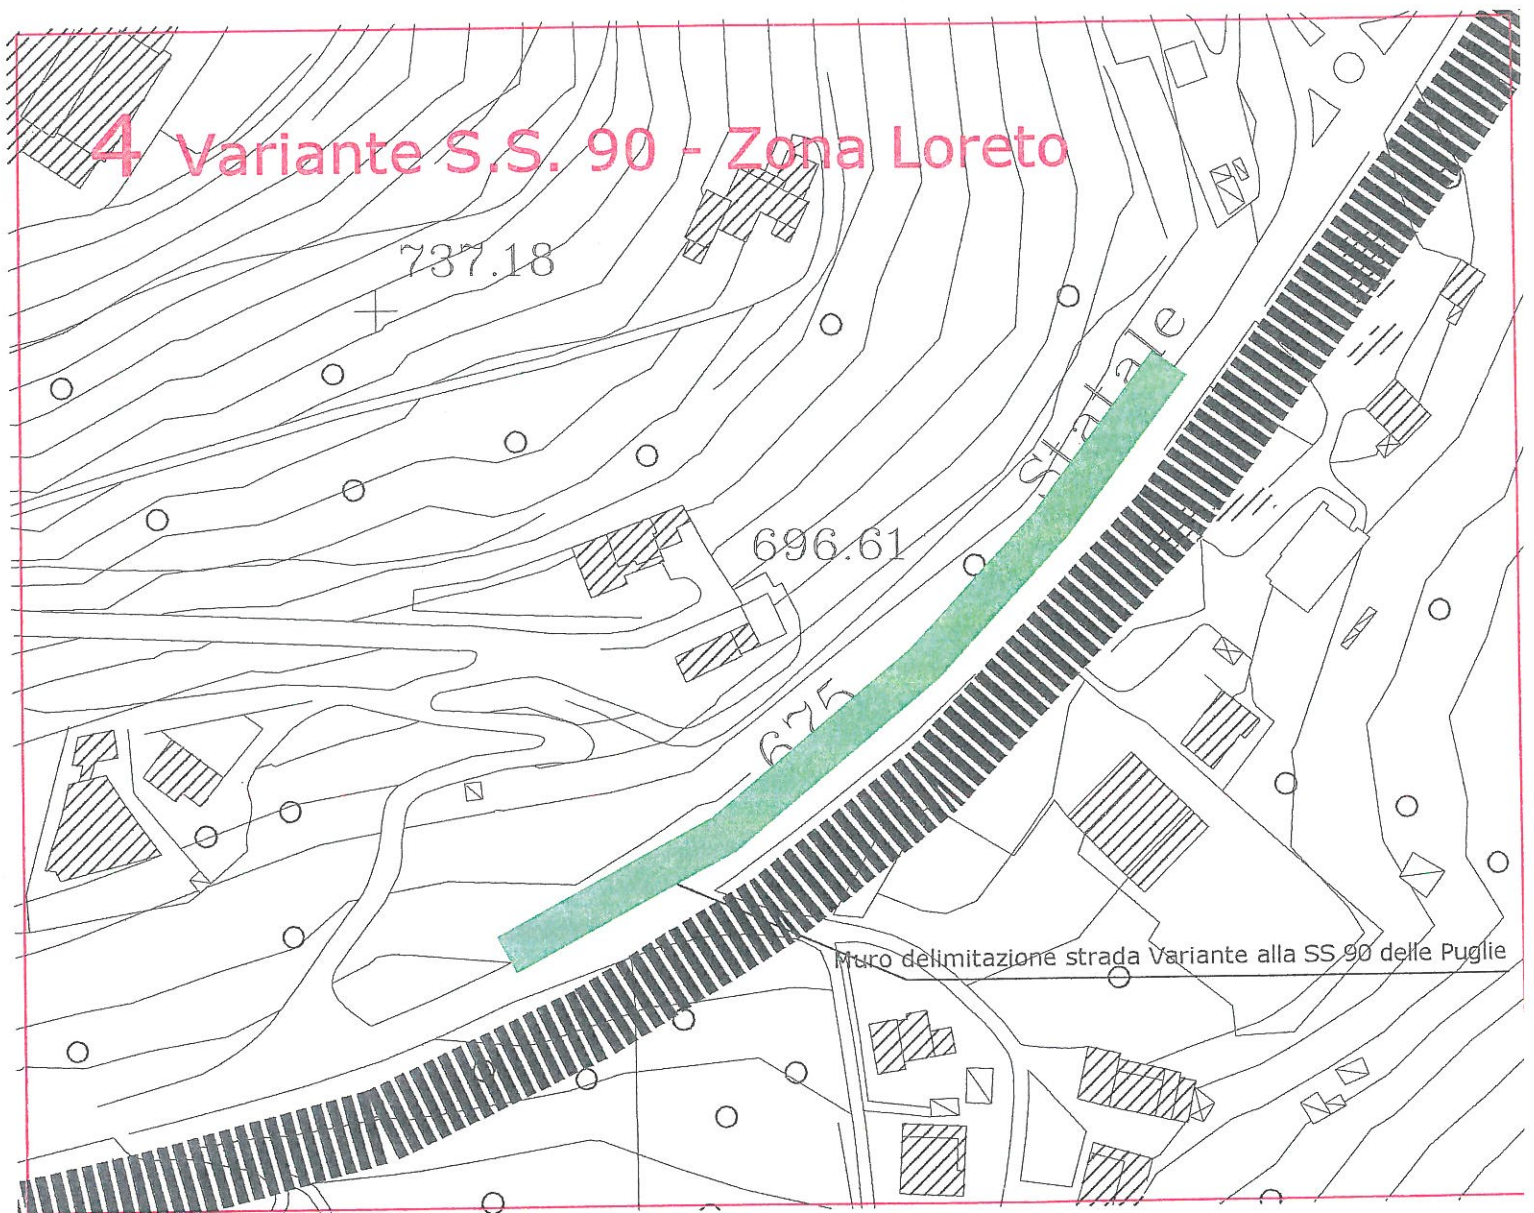 4 Variante S.S. 90 - Zona Loreto
737.18
Statale
696.61
675
Muro delimitazione strada Variante alla SS 90 delle Puglie